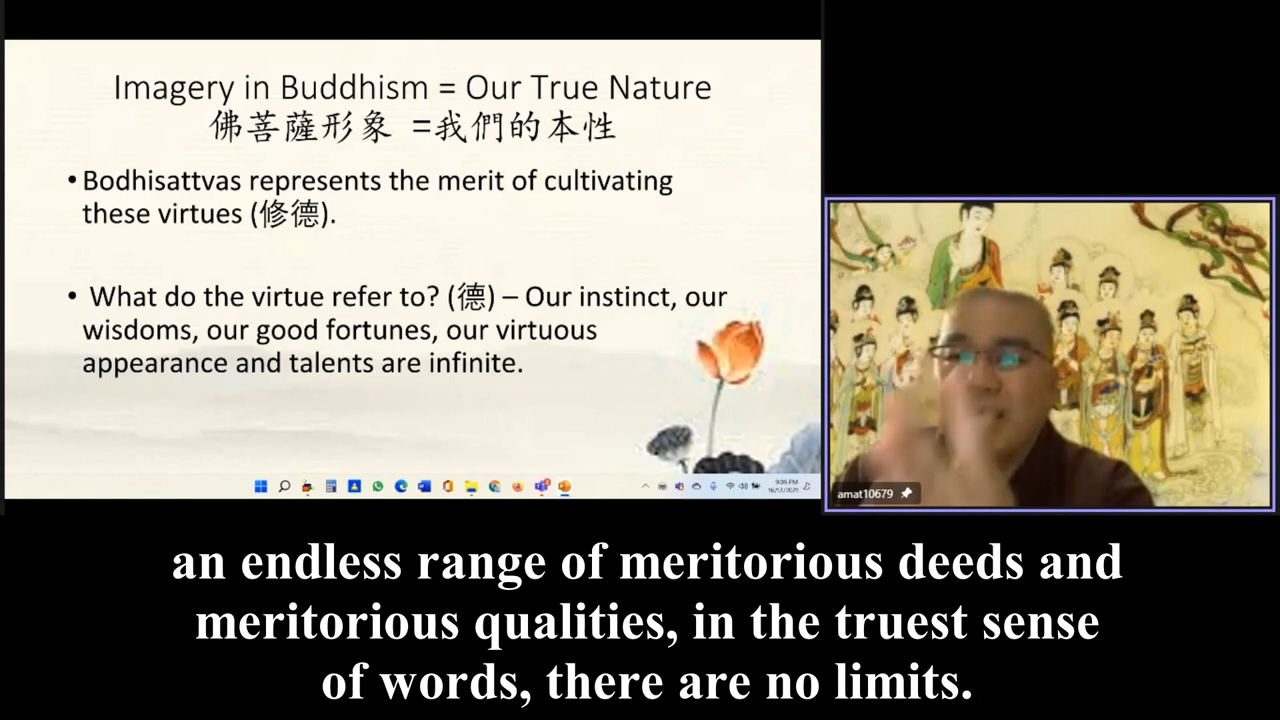 Imagery in Buddhism = Our True Nature
佛菩薩形象 =我們的本性
• Bodhisattvas represents the merit of cultivating
these virtues (修德).
• What do the virtue refer to? (德) – Our instinct, our
wisdoms, our good fortunes, our virtuous
appearance and talents are infinite.
9:06 PM
amat10679
an endless range of meritorious deeds and
meritorious qualities, in the truest sense
of words, there are no limits.